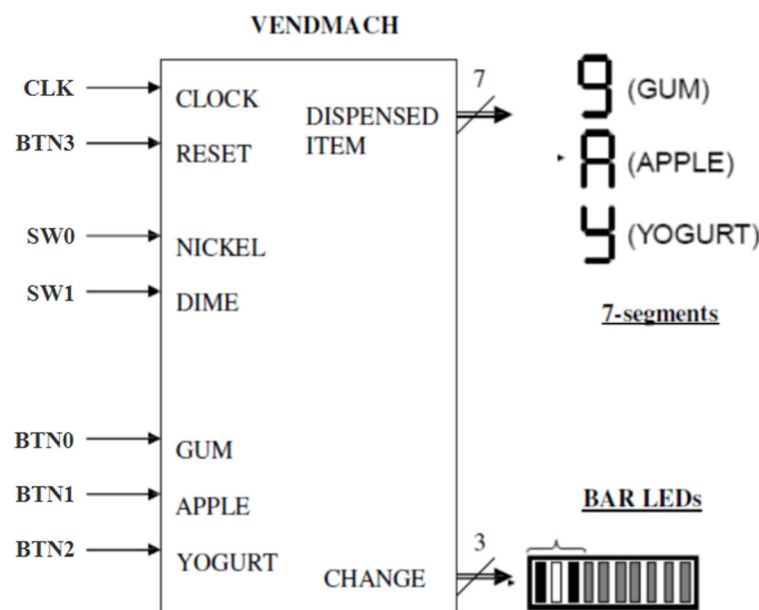 VENDMACH
CLK
CLOCK
7
DISPENSED
ITEM
9 (GUM)
BTN3
RESET
A (APPLE)
SW0
NICKEL
y (YOGURT)
SW1
DIME
7-segments
BTN0
GUM
BTN1
APPLE
BAR LEDs
BTN2
YOGURT
3
CHANGE